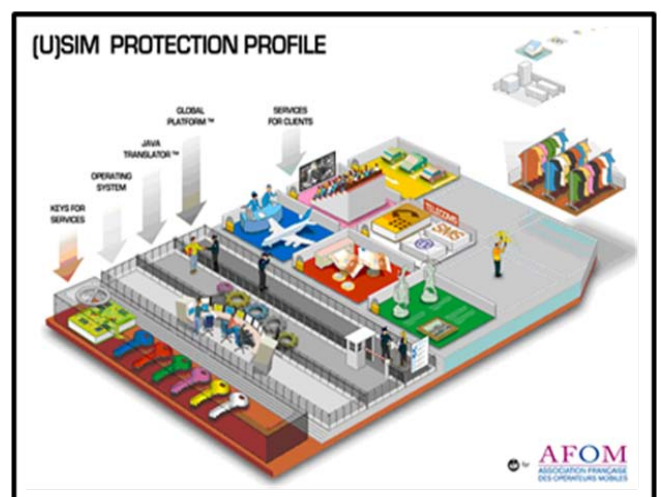 (U)SIM PROTECTION PROFILE
GLOBAL
PLATFORM ™
SERVICES
FOR CLIENTS
JAVA
TRANSLATOR ™
OPERATING
SYSTEM
KEYS FOR
SERVICES
TELECOMS
SMS
@
for
AFOM
ASSOCIATION FRANÇAISE
DES OPÉRATEURS MOBILES